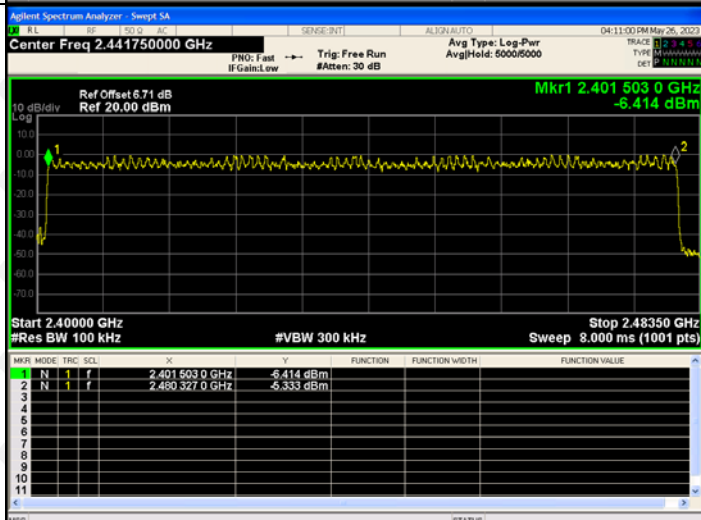 Agilent Spectrum Analyzer - Swept SA
RL RF 50 Ω AC SENSE:INT ALIGN AUTO 04:11:00 PM May 26, 2023
Center Freq 2.441750000 GHz
PNO: Fast
IFGain:Low
Trig: Free Run
#Atten: 30 dB
Avg Type: Log-Pwr
Avg|Hold: 5000/5000
TRACE 1 2 3 4 5
TYPE M
DET P N N N N
Mkr1 2.401 503 0 GHz
-6.414 dBm
Ref Offset 6.71 dB
10 dB/div Ref 20.00 dBm
Log
10.0
0.00
-10.0
-20.0
-30.0
-40.0
-50.0
-60.0
-70.0
1
2
Start 2.40000 GHz Stop 2.48350 GHz
#Res BW 100 kHz #VBW 300 kHz Sweep 8.000 ms (1001 pts)
MKR MODE TRC SCL X Y FUNCTION FUNCTION WIDTH FUNCTION VALUE
1 N 1 f 2.401 503 0 GHz -6.414 dBm
2 N 1 f 2.480 327 0 GHz -5.333 dBm
3
4
5
6
7
8
9
10
11